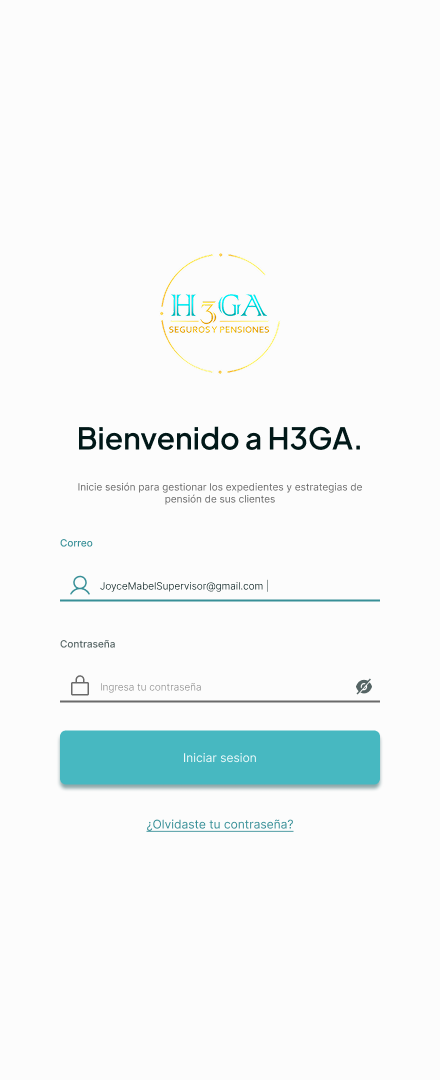 H3GA
SEGUROS Y PENSIONES
Bienvenido a H3GA.
Inicie sesión para gestionar los expedientes y estrategias de
pensión de sus clientes
Correo
JoyceMabelSupervisor@gmail.com
Contraseña
Ingresa tu contraseña
Iniciar sesion
¿Olvidaste tu contraseña?